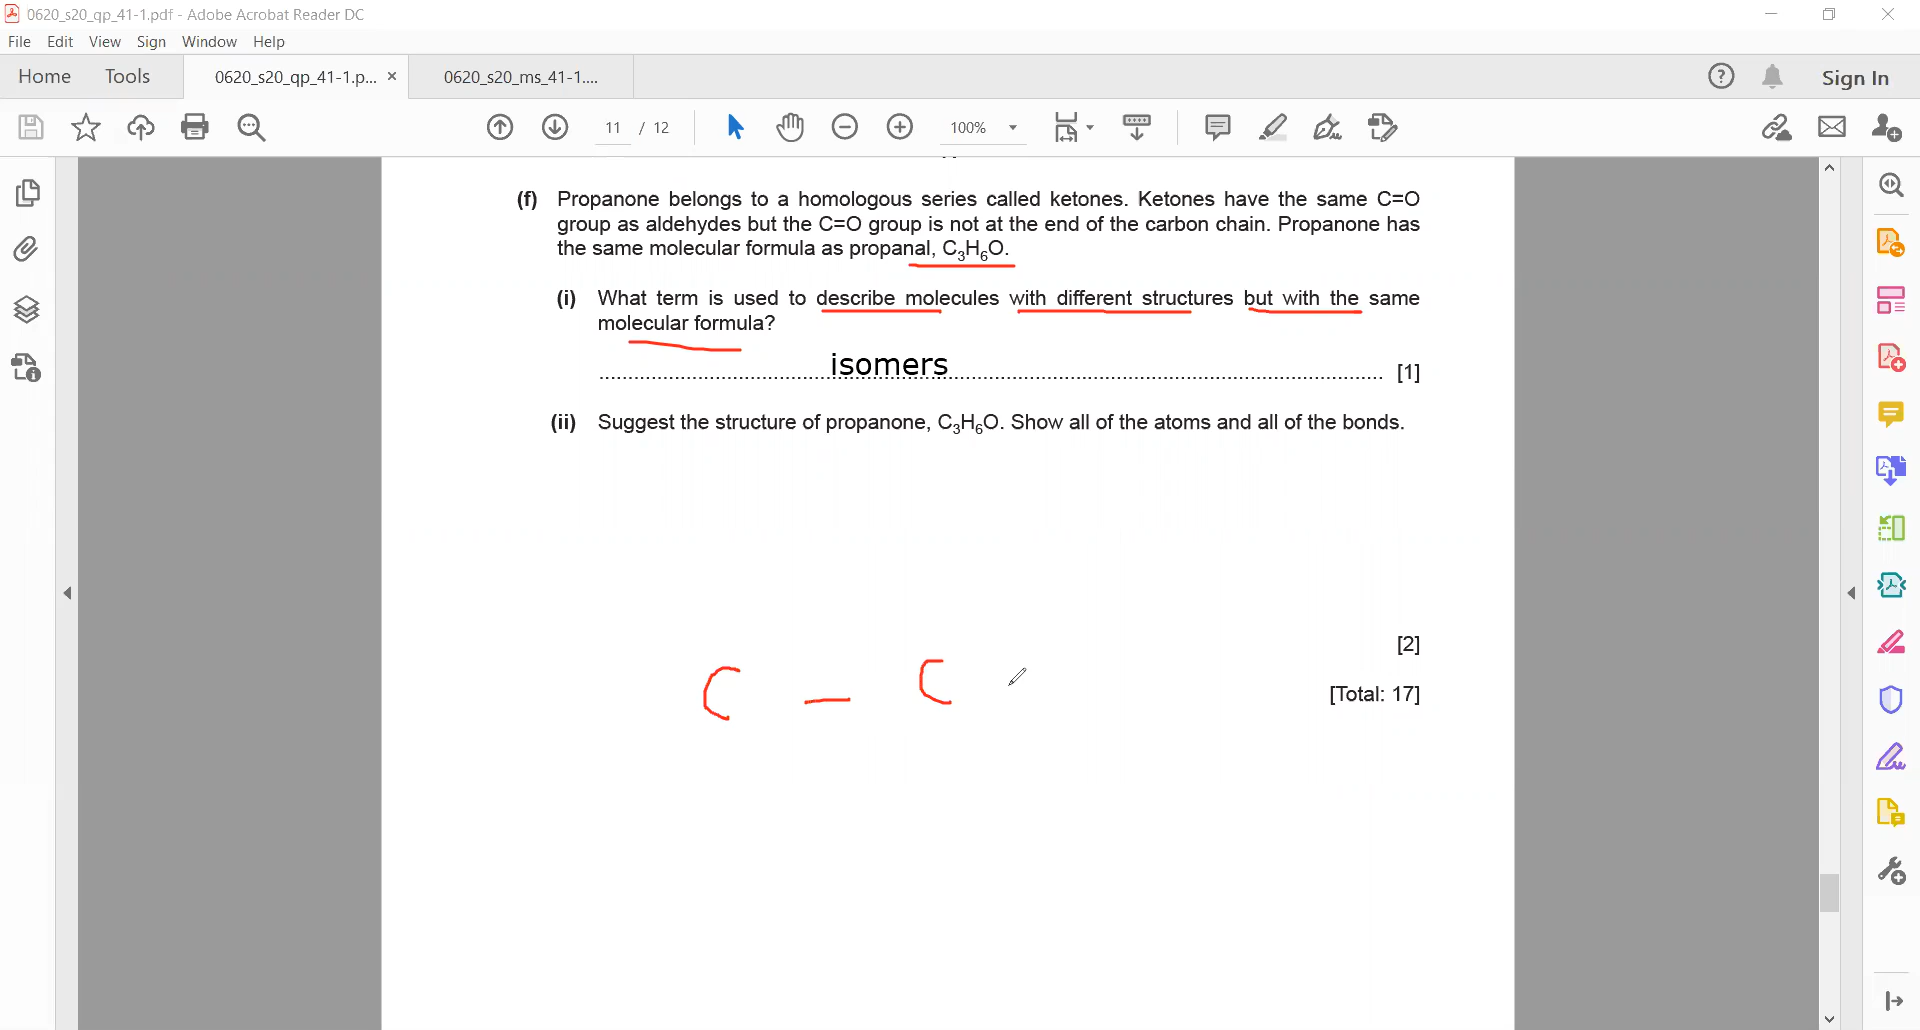 0620_s20_qp_41-1.pdf - Adobe Acrobat Reader DC
File Edit View Sign Window Help
Home Tools 0620_s20_qp_41-1.p... × 0620_s20_ms_41-1.... Sign In
11 / 12 100%
(f) Propanone belongs to a homologous series called ketones. Ketones have the same C=O
group as aldehydes but the C=O group is not at the end of the carbon chain. Propanone has
the same molecular formula as propanal, C₃H₆O.
(i) What term is used to describe molecules with different structures but with the same
molecular formula?
isomers [1]
(ii) Suggest the structure of propanone, C₃H₆O. Show all of the atoms and all of the bonds.
[2]
C – C
[Total: 17]